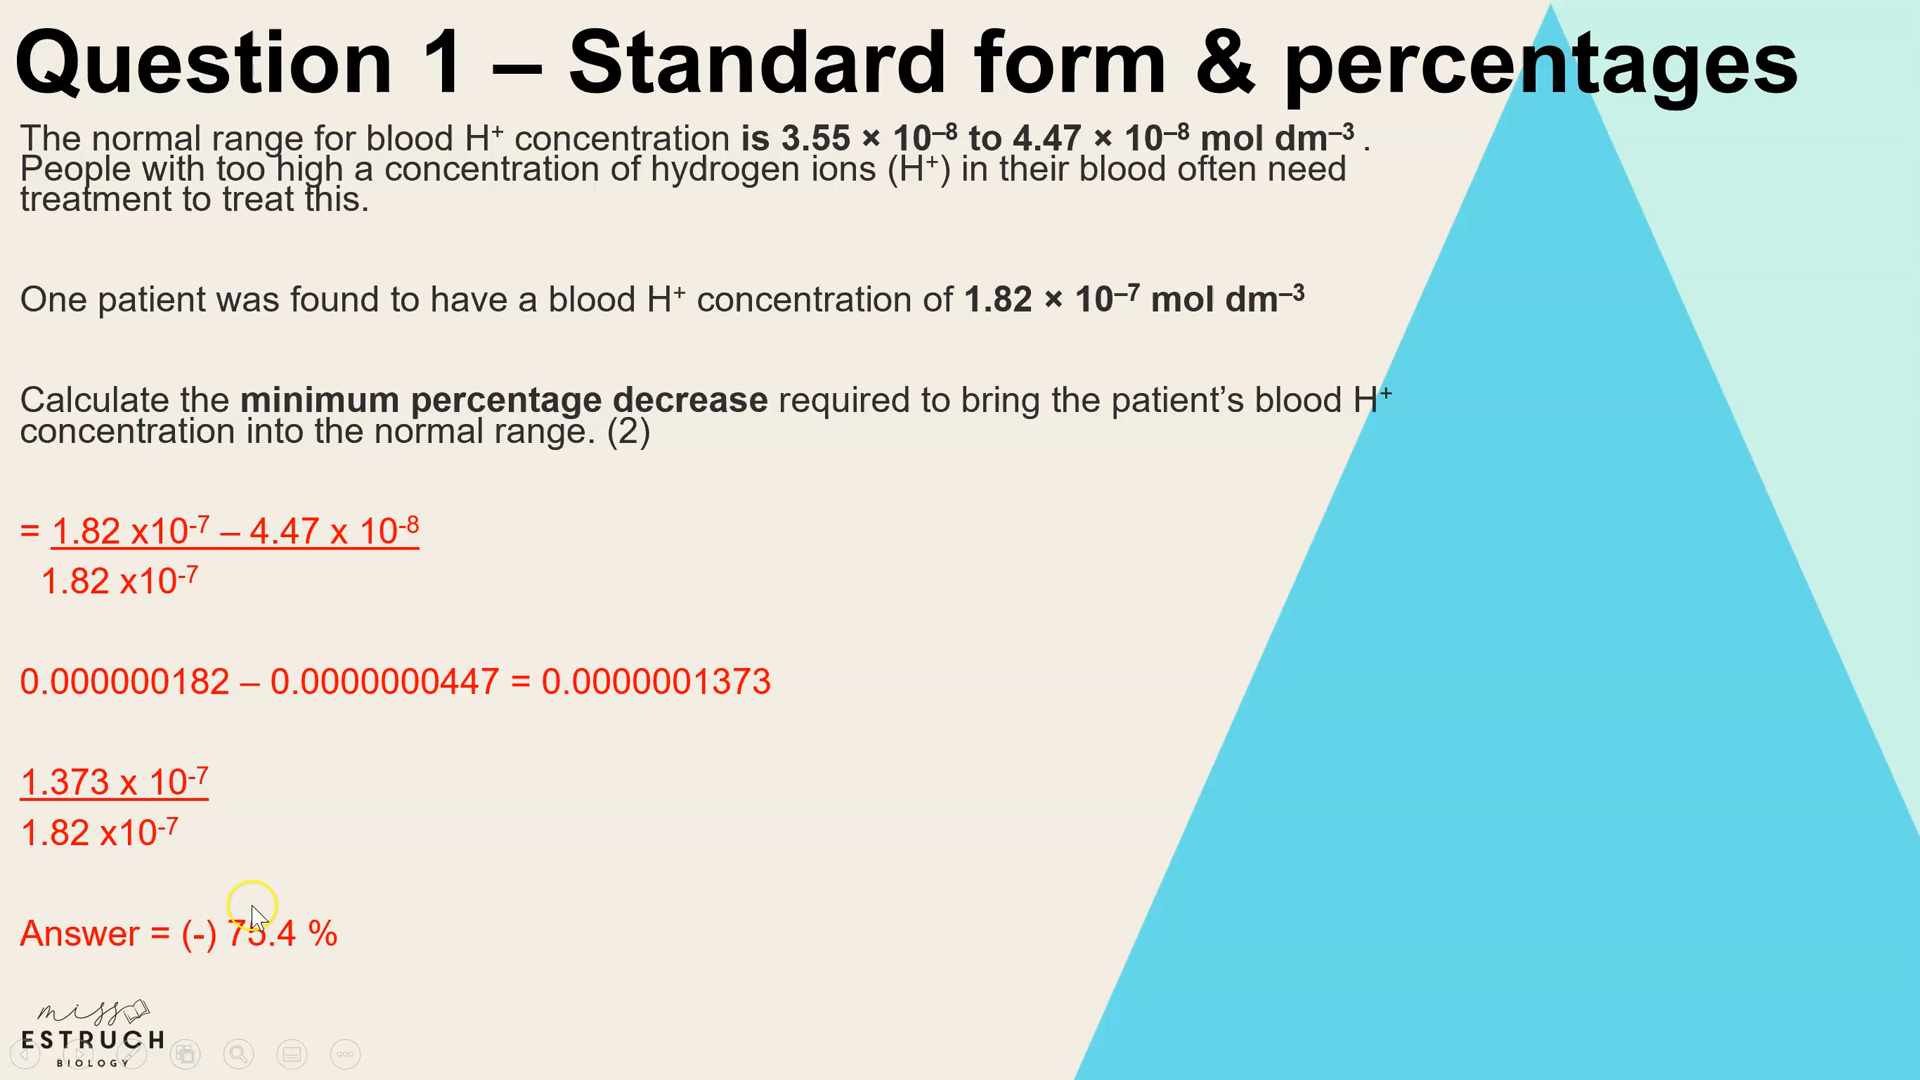 Question 1 – Standard form & percentages
The normal range for blood H⁺ concentration is 3.55 × 10⁻⁸ to 4.47 × 10⁻⁸ mol dm⁻³ .
People with too high a concentration of hydrogen ions (H⁺) in their blood often need
treatment to treat this.
One patient was found to have a blood H⁺ concentration of 1.82 × 10⁻⁷ mol dm⁻³
Calculate the minimum percentage decrease required to bring the patient’s blood H⁺
concentration into the normal range. (2)
= 1.82 x10⁻⁷ – 4.47 x 10⁻⁸
1.82 x10⁻⁷
0.000000182 – 0.0000000447 = 0.0000001373
1.373 x 10⁻⁷
1.82 x10⁻⁷
Answer = (-) 75.4 %
miss
ESTRUCH
BIOLOGY